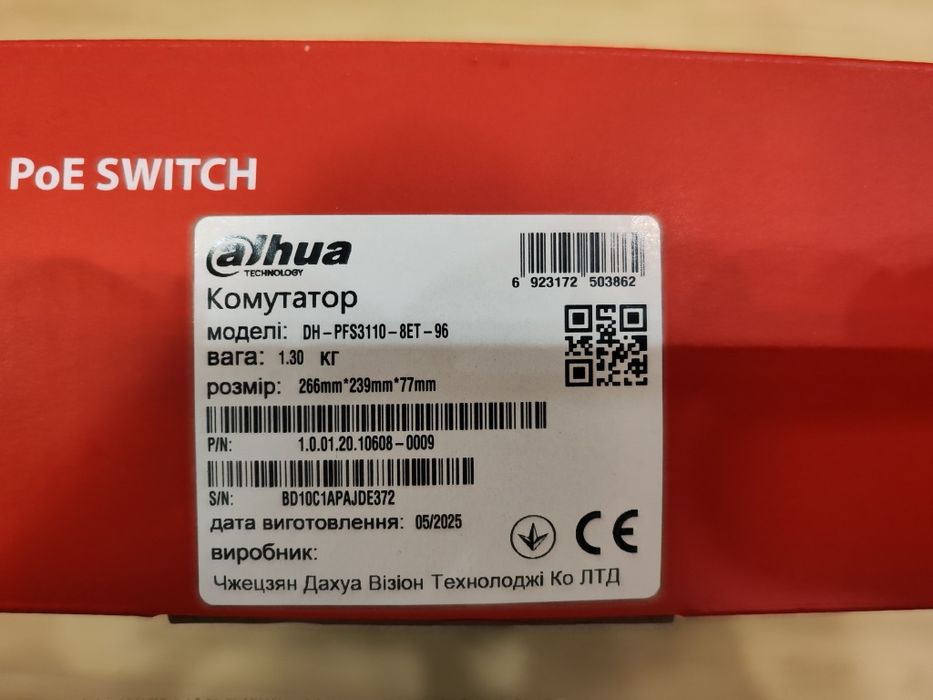 PoE SWITCH
alhua
TECHNOLOGY
6 923172 503862
Комутатор
моделі: DH-PFS3110-8ET-96
вага: 1.30 кг
розмір: 266mm*239mm*77mm
P/N: 1.0.01.20.10608-0009
S/N: BD10C1APAJDE372
дата виготовлення: 05/2025
CE
виробник:
Чжецзян Дахуа Візіон Технолоджі Ко ЛТД